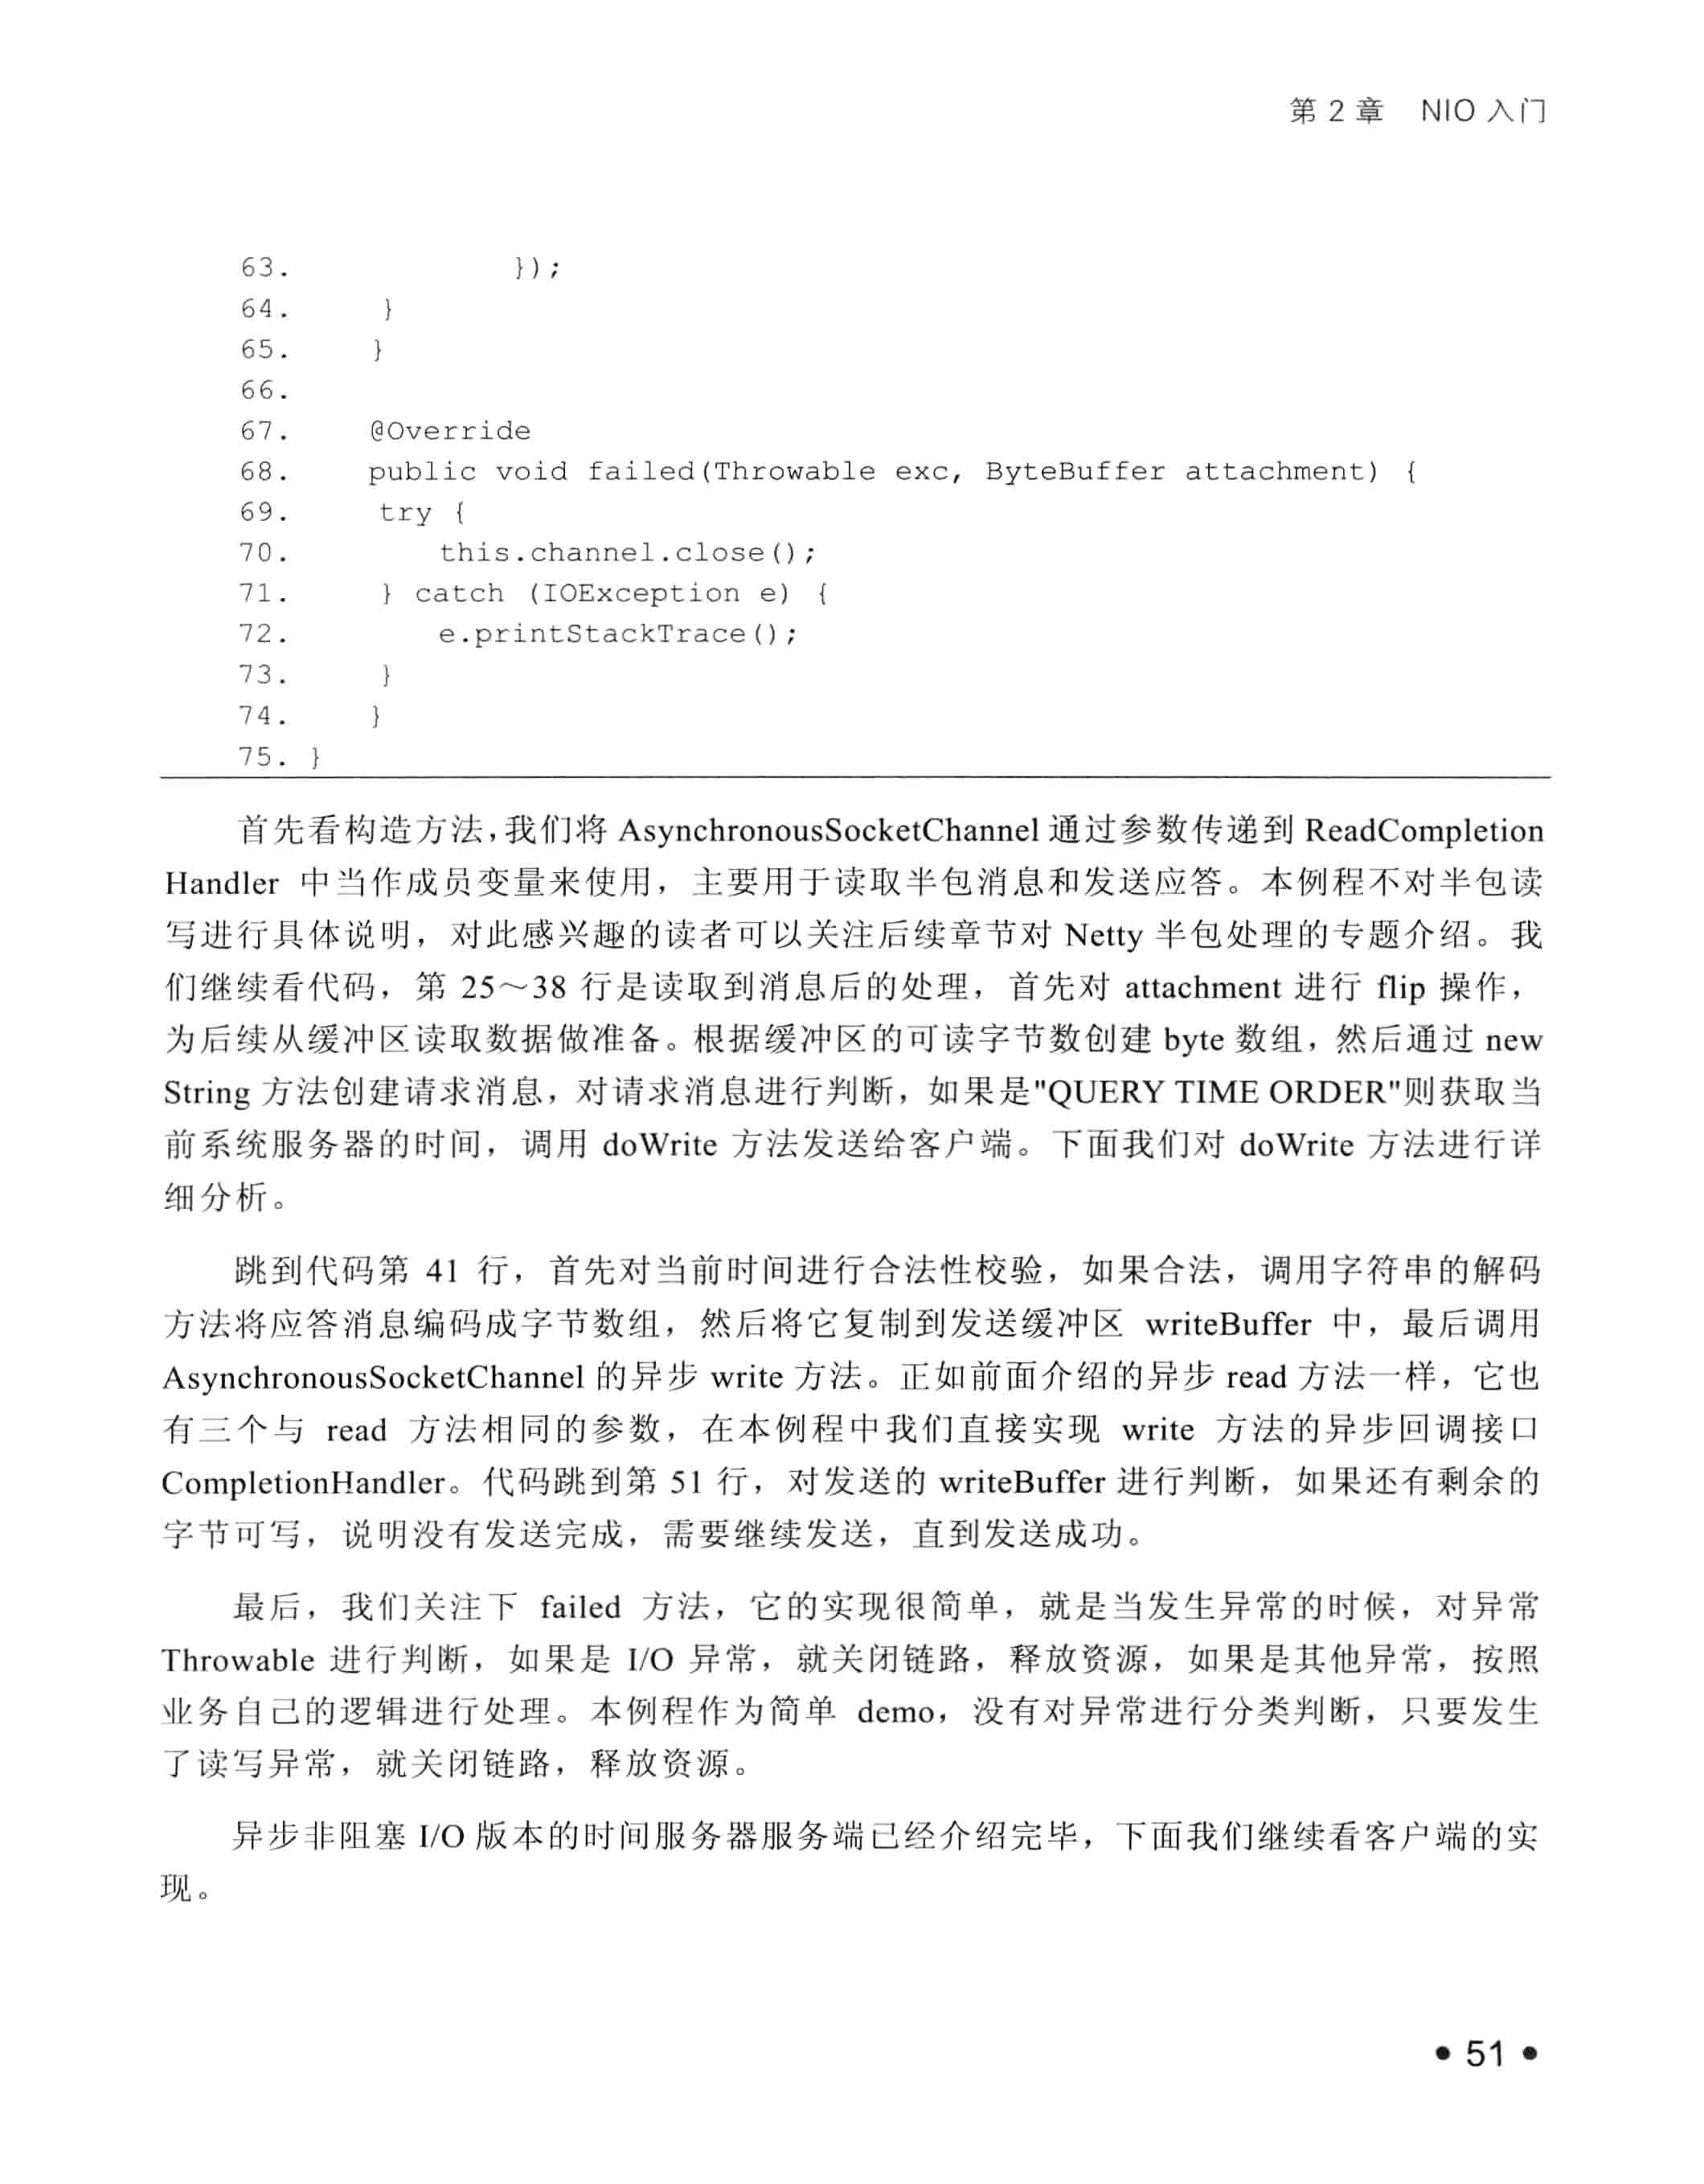 第 2 章 NIO 入门
63. });
64. }
65. }
66.
67. @Override
68. public void failed(Throwable exc, ByteBuffer attachment) {
69. try {
70. this.channel.close();
71. } catch (IOException e) {
72. e.printStackTrace();
73. }
74. }
75. }
首先看构造方法，我们将 AsynchronousSocketChannel 通过参数传递到 ReadCompletion
Handler 中当作成员变量来使用，主要用于读取半包消息和发送应答。本例程不对半包读
写进行具体说明，对此感兴趣的读者可以关注后续章节对 Netty 半包处理的专题介绍。我
们继续看代码，第 25～38 行是读取到消息后的处理，首先对 attachment 进行 flip 操作，
为后续从缓冲区读取数据做准备。根据缓冲区的可读字节数创建 byte 数组，然后通过 new
String 方法创建请求消息，对请求消息进行判断，如果是"QUERY TIME ORDER"则获取当
前系统服务器的时间，调用 doWrite 方法发送给客户端。下面我们对 doWrite 方法进行详
细分析。
跳到代码第 41 行，首先对当前时间进行合法性校验，如果合法，调用字符串的解码
方法将应答消息编码成字节数组，然后将它复制到发送缓冲区 writeBuffer 中，最后调用
AsynchronousSocketChannel 的异步 write 方法。正如前面介绍的异步 read 方法一样，它也
有三个与 read 方法相同的参数，在本例程中我们直接实现 write 方法的异步回调接口
CompletionHandler。代码跳到第 51 行，对发送的 writeBuffer 进行判断，如果还有剩余的
字节可写，说明没有发送完成，需要继续发送，直到发送成功。
最后，我们关注下 failed 方法，它的实现很简单，就是当发生异常的时候，对异常
Throwable 进行判断，如果是 I/O 异常，就关闭链路，释放资源，如果是其他异常，按照
业务自己的逻辑进行处理。本例程作为简单 demo，没有对异常进行分类判断，只要发生
了读写异常，就关闭链路，释放资源。
异步非阻塞 I/O 版本的时间服务器服务端已经介绍完毕，下面我们继续看客户端的实
现。
• 51 •